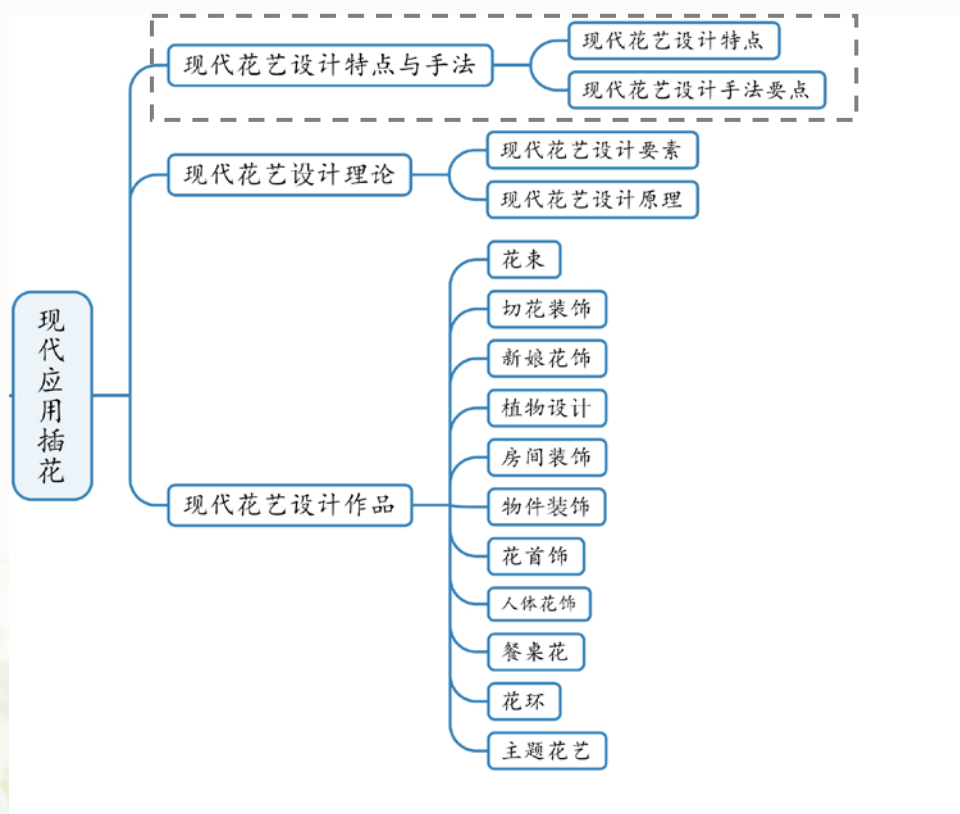 现代应用插花
现代花艺设计特点与手法
现代花艺设计特点
现代花艺设计手法要点
现代花艺设计理论
现代花艺设计要素
现代花艺设计原理
现代花艺设计作品
花束
切花装饰
新娘花饰
植物设计
房间装饰
物件装饰
花首饰
人体花饰
餐桌花
花环
主题花艺